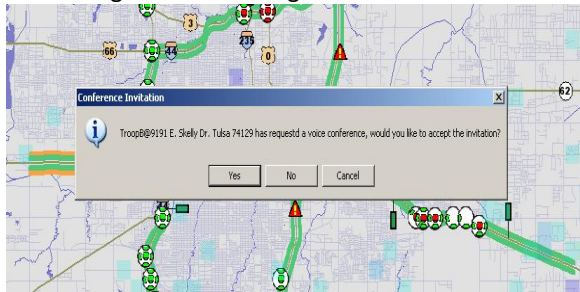 3
66
44
235
0
62
Conference Invitation
TroopB@9191 E. Skelly Dr. Tulsa 74129 has requestd a voice conference, would you like to accept the invitation?
Yes
No
Cancel